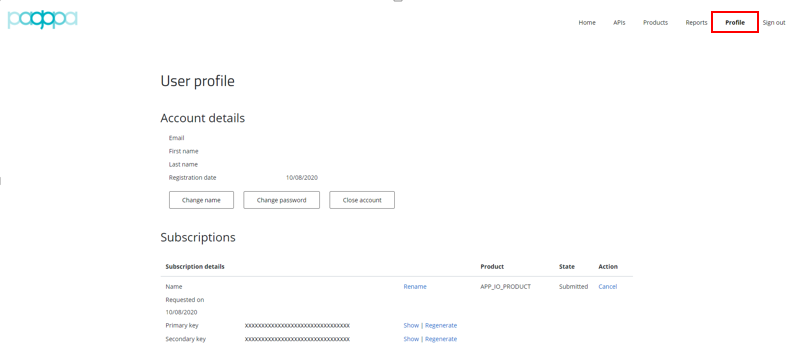 pagopa
Home APIs Products Reports Profile Sign out
User profile
Account details
Email
First name
Last name
Registration date 10/08/2020
Change name Change password Close account
Subscriptions
Subscription details Product State Action
Name Rename APP_IO_PRODUCT Submitted Cancel
Requested on
10/08/2020
Primary key XXXXXXXXXXXXXXXXXXXXXXXXXXXXXXXX Show | Regenerate
Secondary key XXXXXXXXXXXXXXXXXXXXXXXXXXXXXXXX Show | Regenerate